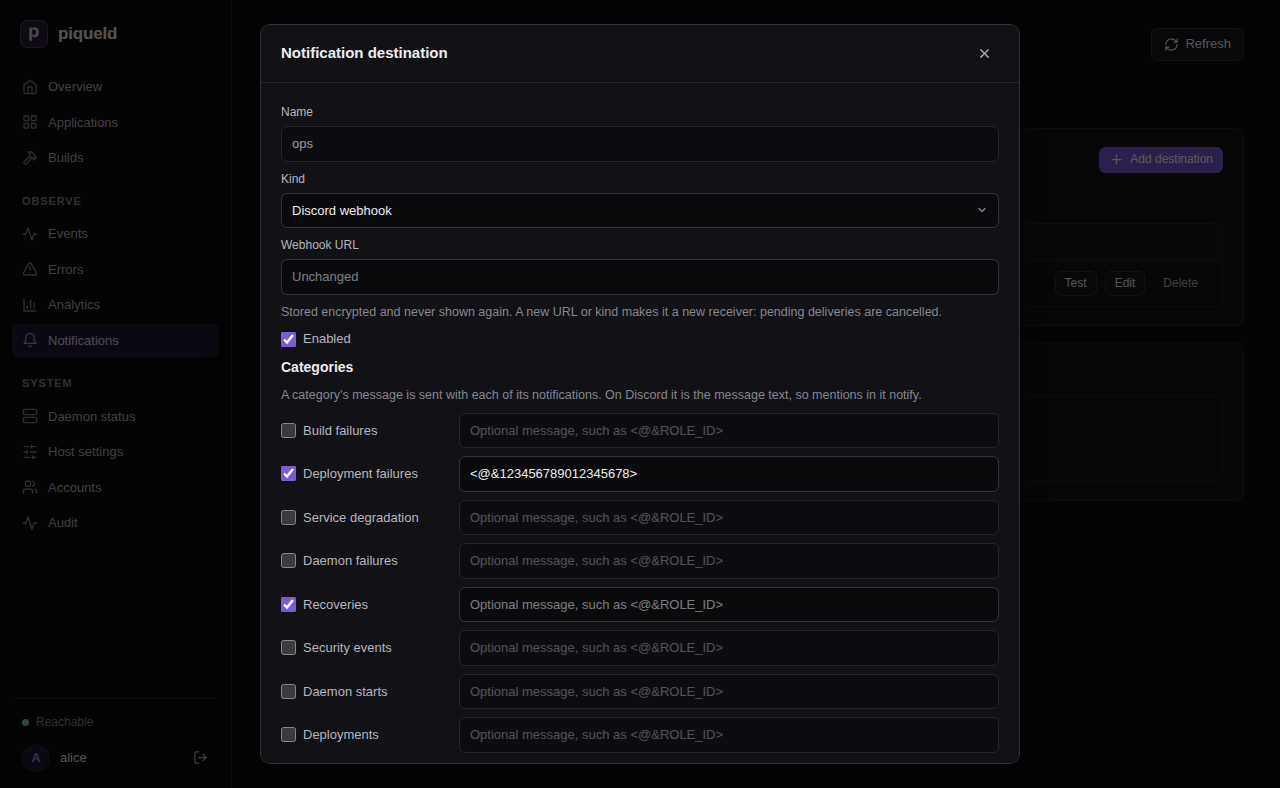 piqueld
Overview
Applications
Builds
OBSERVE
Events
Errors
Analytics
Notifications
SYSTEM
Daemon status
Host settings
Accounts
Audit
Reachable
A alice
Refresh
Add destination
Test Edit Delete
Notification destination
Name
ops
Kind
Discord webhook
Webhook URL
Unchanged
Stored encrypted and never shown again. A new URL or kind makes it a new receiver: pending deliveries are cancelled.
Enabled
Categories
A category's message is sent with each of its notifications. On Discord it is the message text, so mentions in it notify.
Build failures Optional message, such as <@&ROLE_ID>
Deployment failures <@&123456789012345678>
Service degradation Optional message, such as <@&ROLE_ID>
Daemon failures Optional message, such as <@&ROLE_ID>
Recoveries Optional message, such as <@&ROLE_ID>
Security events Optional message, such as <@&ROLE_ID>
Daemon starts Optional message, such as <@&ROLE_ID>
Deployments Optional message, such as <@&ROLE_ID>